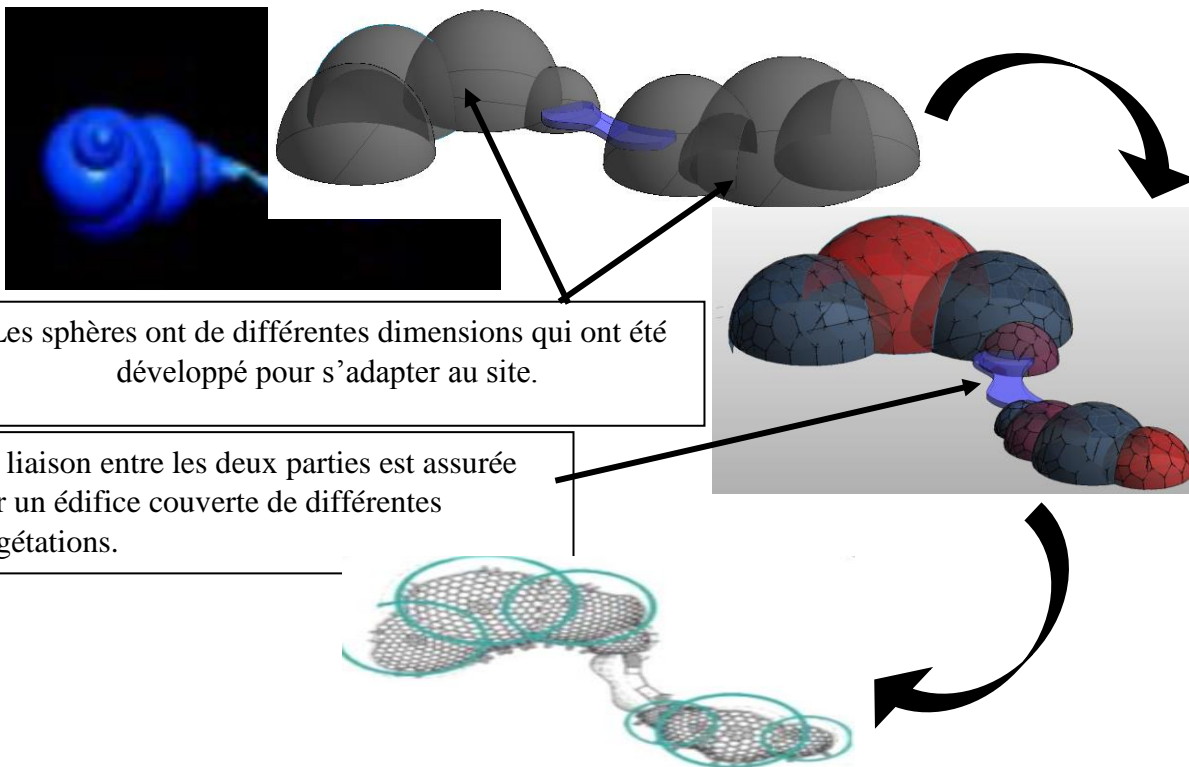 Les sphères ont de différentes dimensions qui ont été
développé pour s’adapter au site.
liaison entre les deux parties est assurée
un édifice couverte de différentes